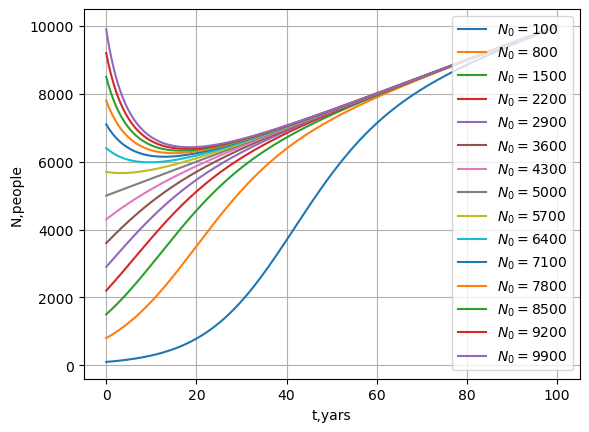 10000
8000
6000
4000
2000
0
N,people
0 20 40 60 80 100
t,yars
N₀ = 100
N₀ = 800
N₀ = 1500
N₀ = 2200
N₀ = 2900
N₀ = 3600
N₀ = 4300
N₀ = 5000
N₀ = 5700
N₀ = 6400
N₀ = 7100
N₀ = 7800
N₀ = 8500
N₀ = 9200
N₀ = 9900